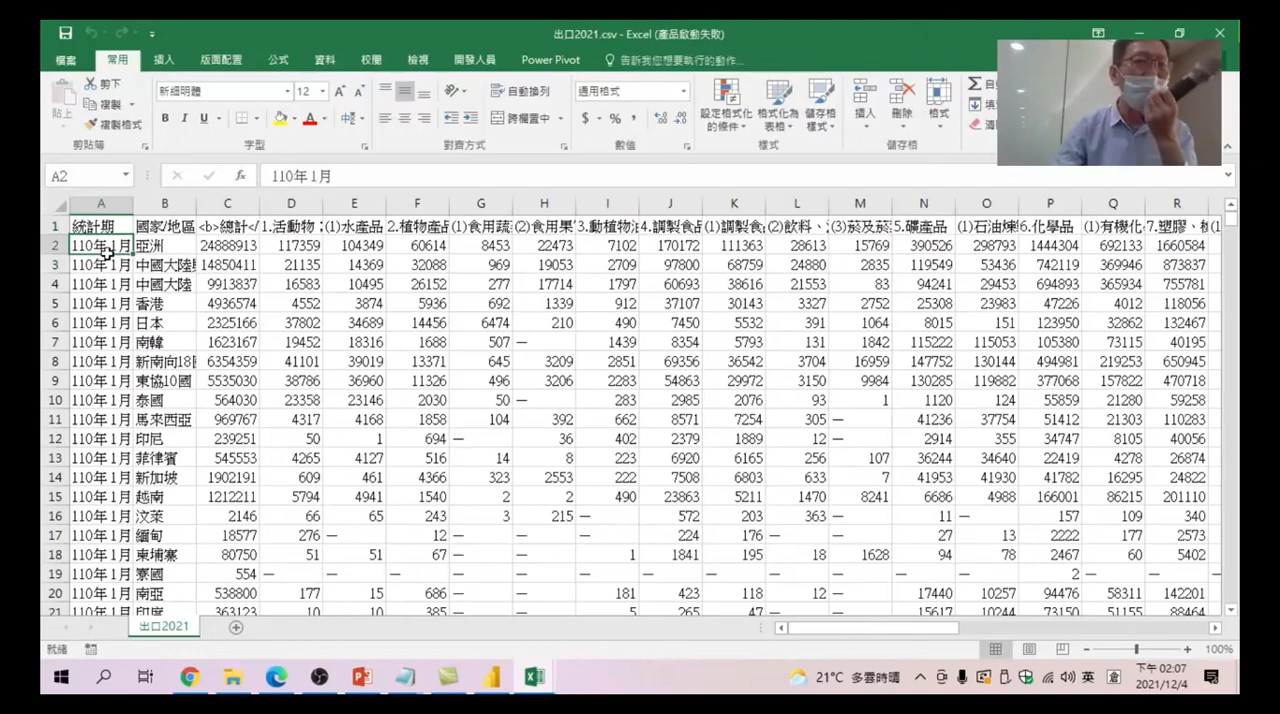 出口2021.csv - Excel (產品啟動失敗)
檔案 常用 插入 版面配置 公式 資料 校閱 檢視 開發人員 Power Pivot 告訴我您想要執行的動作...
貼上 剪下 複製 複製格式 剪貼簿
新細明體 12 B I U A A A 中 字型
自動換列 跨欄置中 對齊方式
通用格式 $ % , 數值
設定格式化的條件 格式化為表格 儲存格樣式 樣式
插入 刪除 格式 儲存格
A2 fx 110年1月
A B C D E F G H I J K L M N O P Q R
1 統計期 國家/地區 <b>總計</ 1.活動物; (1)水產品 2.植物產品 (1)食用蔬 (2)食用果 3.動植物油 4.調製食品 (1)調製食 (2)飲料、 (3)菸及菸 5.礦產品 (1)石油煉 6.化學品 (1)有機化 7.塑膠、 (1
2 110年1月 亞洲 24888913 117359 104349 60614 8453 22473 7102 170172 111363 28613 15769 390526 298793 1444304 692133 1660584
3 110年1月 中國大陸 14850411 21135 14369 32088 969 19053 2709 97800 68759 24880 2835 119549 53436 742119 369946 873837
4 110年1月 中國大陸 9913837 16583 10495 26152 277 17714 1797 60693 38616 21553 83 94241 29453 694893 365934 755781
5 110年1月 香港 4936574 4552 3874 5936 692 1339 912 37107 30143 3327 2752 25308 23983 47226 4012 118056
6 110年1月 日本 2325166 37802 34689 14456 6474 210 490 7450 5532 391 1064 8015 151 123950 32862 132467
7 110年1月 南韓 1623167 19452 18316 1688 507 — 1439 8354 5793 131 1842 115222 115053 105380 73115 40195
8 110年1月 新南向18國 6354359 41101 39019 13371 645 3209 2851 69356 36542 3704 16959 147752 130144 494981 219253 650945
9 110年1月 東協10國 5535030 38786 36960 11326 496 3206 2283 54863 29972 3150 9984 130285 119882 377068 157822 470718
10 110年1月 泰國 564030 23358 23146 2030 50 — 283 2985 2076 93 1 1120 124 55859 21280 59258
11 110年1月 馬來西亞 969767 4317 4168 1858 104 392 662 8571 7254 305 — 41236 37754 51412 21303 110283
12 110年1月 印尼 239251 50 1 694 — 36 402 2379 1889 12 — 2914 355 34747 8105 40056
13 110年1月 菲律賓 545553 4265 4127 516 14 8 223 6920 6165 256 107 36244 34640 22419 4278 26874
14 110年1月 新加坡 1902191 609 461 4366 323 2553 222 7508 6803 633 7 41953 41930 41782 16295 24822
15 110年1月 越南 1212211 5794 4941 1540 2 2 490 23863 5211 1470 8241 6686 4988 166001 86215 201110
16 110年1月 汶萊 2146 66 65 243 3 215 — 572 203 363 — 11 — 157 109 340
17 110年1月 緬甸 18577 276 — 12 — — — 224 176 — — 27 13 2222 177 2573
18 110年1月 柬埔寨 80750 51 51 67 — — 1 1841 195 18 1628 94 78 2467 60 5402
19 110年1月 寮國 554 — — — — — — — — — — — — 2 — — —
20 110年1月 南亞 538800 177 15 686 — — 181 423 118 12 — 17440 10257 94476 58311 142201
21 110年1月 印度 363123 10 10 385 — — 5 265 47 — — 15617 10244 73150 51155 88464
出口2021
就緒 100%
21°C 多雲時晴 英 下午 02:07
2021/12/4